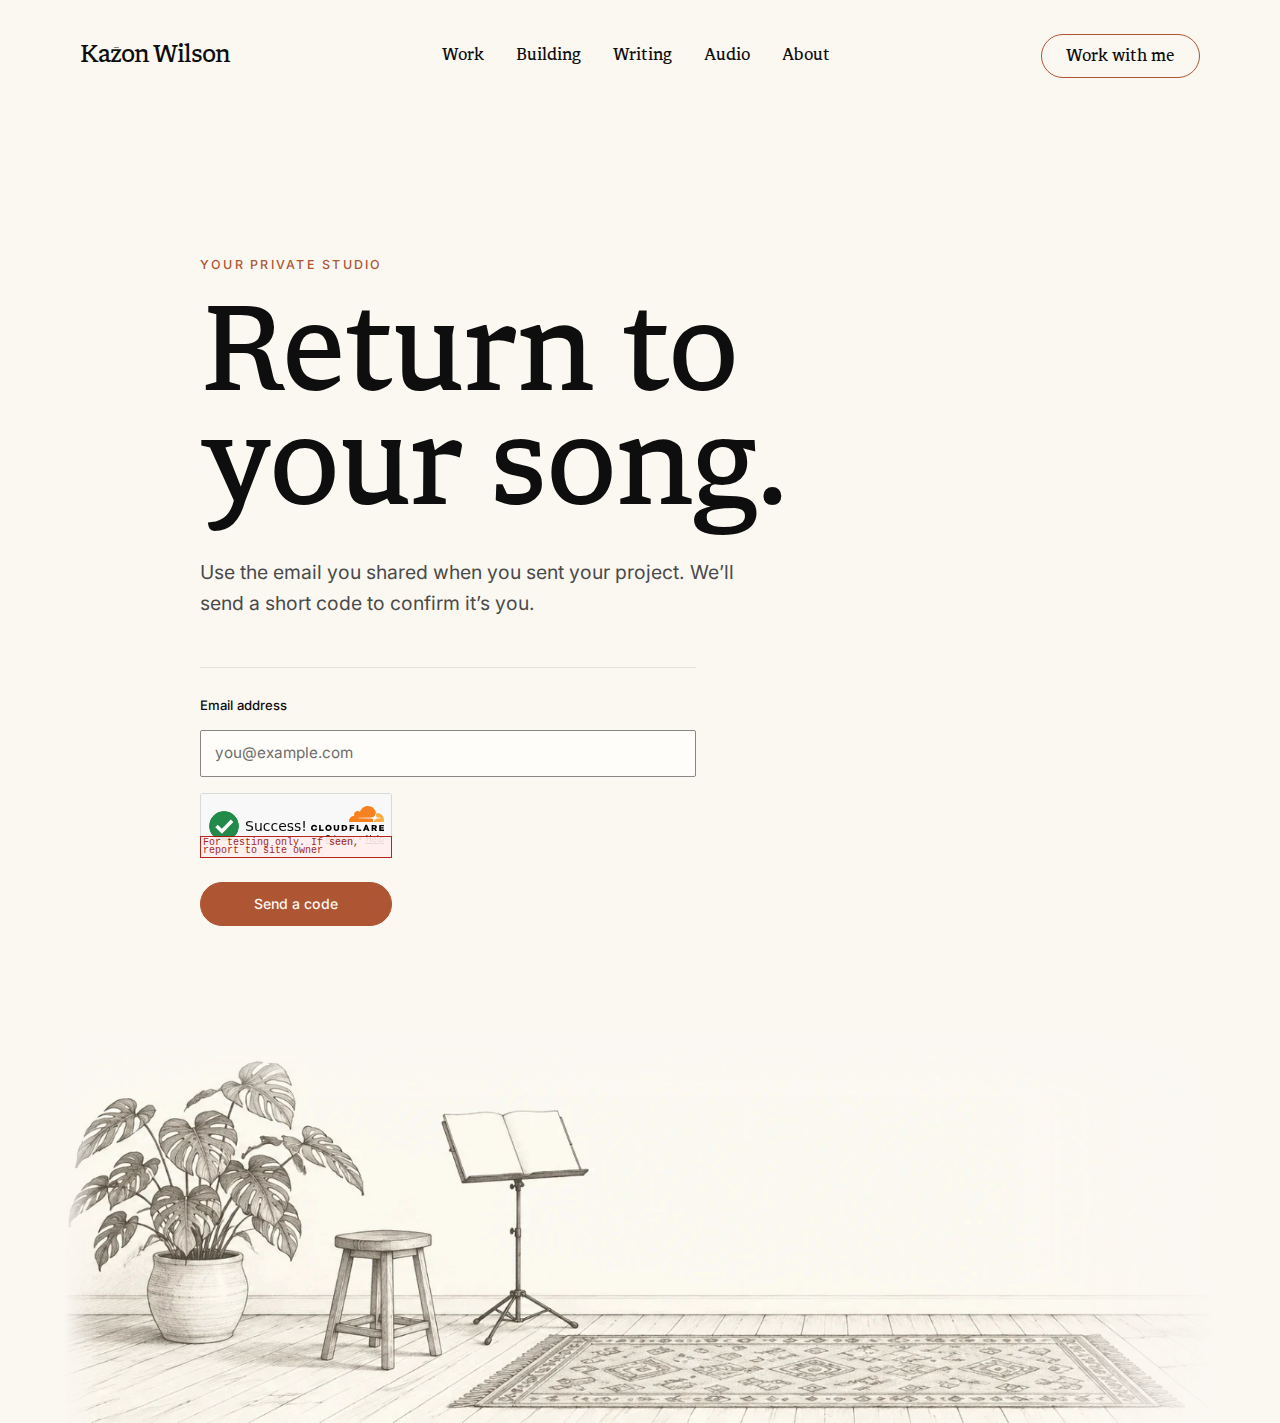 Każon Wilson
Work Building Writing Audio About
Work with me
YOUR PRIVATE STUDIO
Return to
your song.
Use the email you shared when you sent your project. We’ll
send a short code to confirm it’s you.
Email address
you@example.com
Success!
CLOUDFLARE
For testing only. If seen,
report to site owner
Send a code